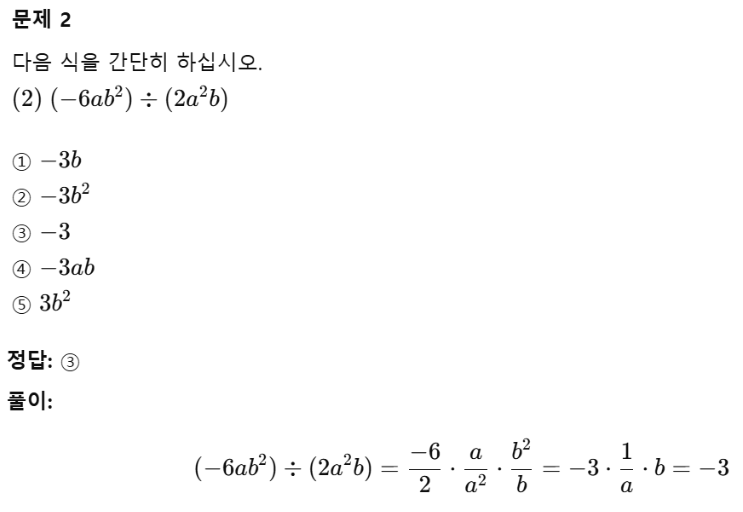 문제 2
다음 식을 간단히 하십시오.
(2) (−6ab²) ÷ (2a²b)
① −3b
② −3b²
③ −3
④ −3ab
⑤ 3b²
정답: ③
풀이:
(−6ab²) ÷ (2a²b) = −6/2 · a/a² · b²/b = −3 · 1/a · b = −3